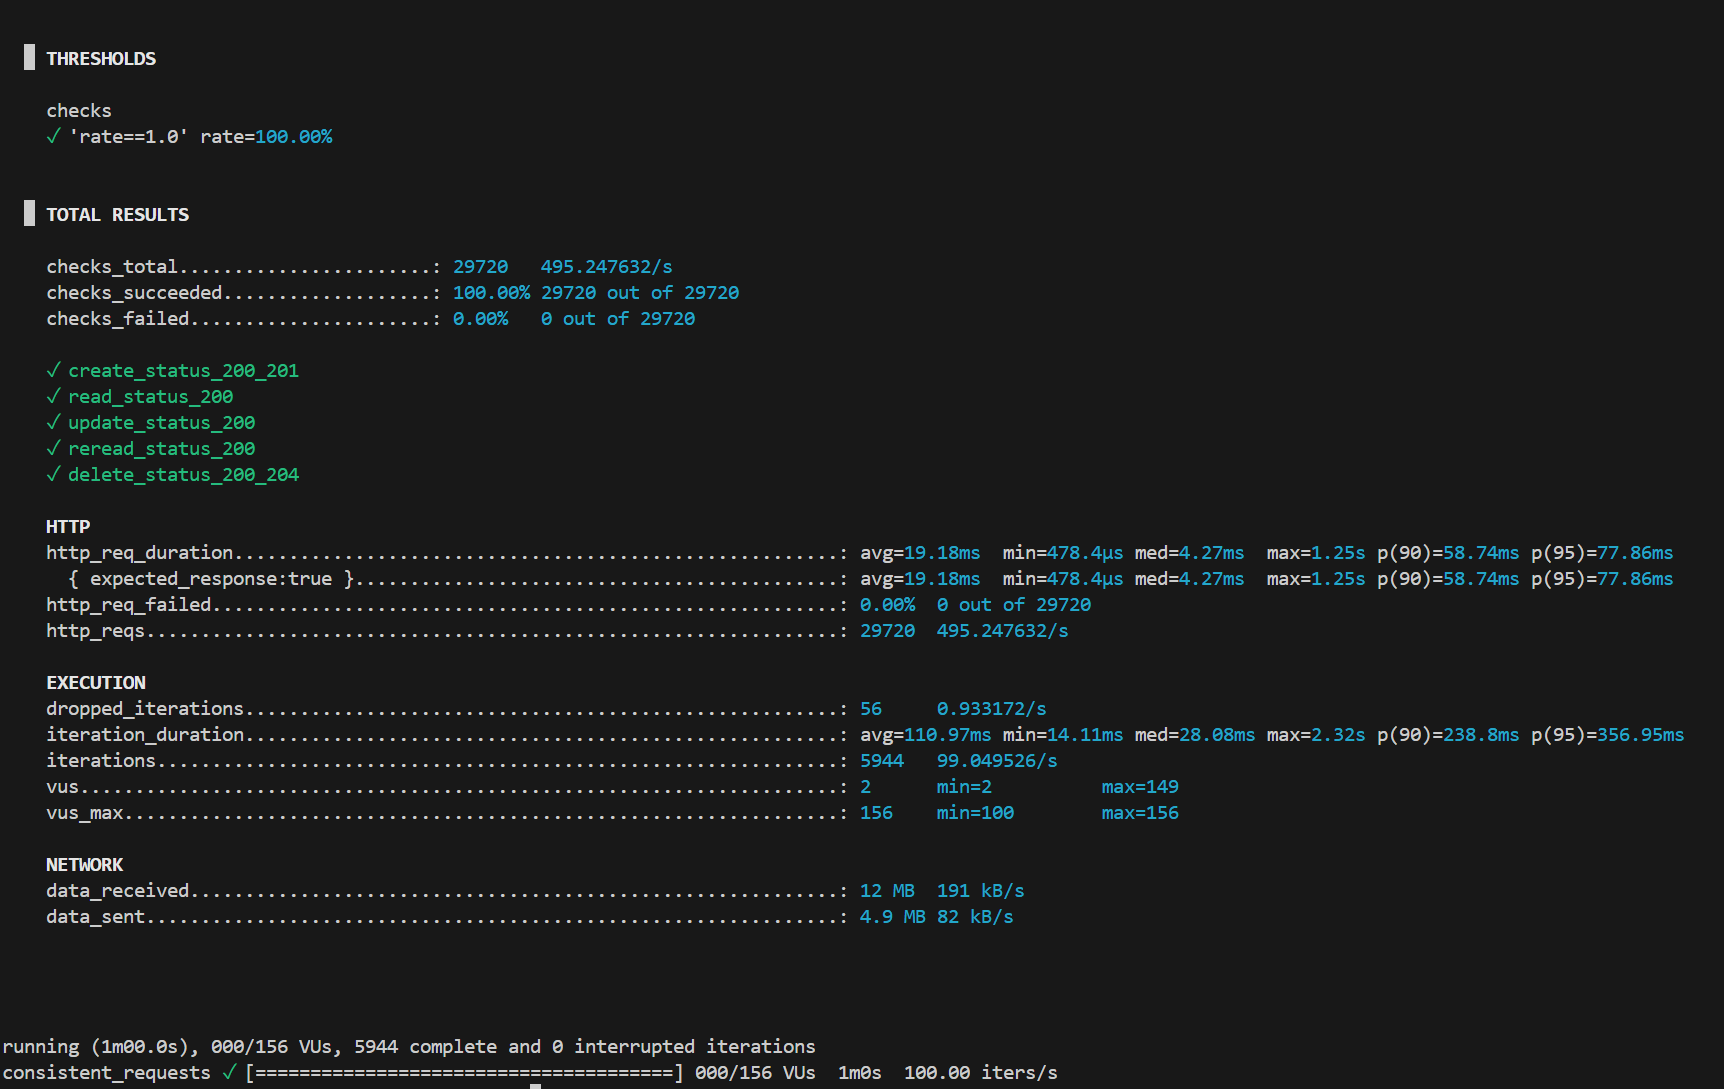 █ THRESHOLDS
checks
✓ 'rate==1.0' rate=100.00%
█ TOTAL RESULTS
checks_total.......................: 29720   495.247632/s
checks_succeeded...................: 100.00% 29720 out of 29720
checks_failed......................: 0.00%   0 out of 29720
✓ create_status_200_201
✓ read_status_200
✓ update_status_200
✓ reread_status_200
✓ delete_status_200_204
HTTP
http_req_duration.......................................................: avg=19.18ms  min=478.4µs med=4.27ms  max=1.25s p(90)=58.74ms p(95)=77.86ms
{ expected_response:true }............................................: avg=19.18ms  min=478.4µs med=4.27ms  max=1.25s p(90)=58.74ms p(95)=77.86ms
http_req_failed.........................................................: 0.00%  0 out of 29720
http_reqs...............................................................: 29720  495.247632/s
EXECUTION
dropped_iterations......................................................: 56     0.933172/s
iteration_duration......................................................: avg=110.97ms min=14.11ms med=28.08ms max=2.32s p(90)=238.8ms p(95)=356.95ms
iterations..............................................................: 5944   99.049526/s
vus.....................................................................: 2      min=2          max=149
vus_max.................................................................: 156    min=100        max=156
NETWORK
data_received...........................................................: 12 MB  191 kB/s
data_sent...............................................................: 4.9 MB 82 kB/s
running (1m00.0s), 000/156 VUs, 5944 complete and 0 interrupted iterations
consistent_requests ✓ [======================================] 000/156 VUs  1m0s  100.00 iters/s